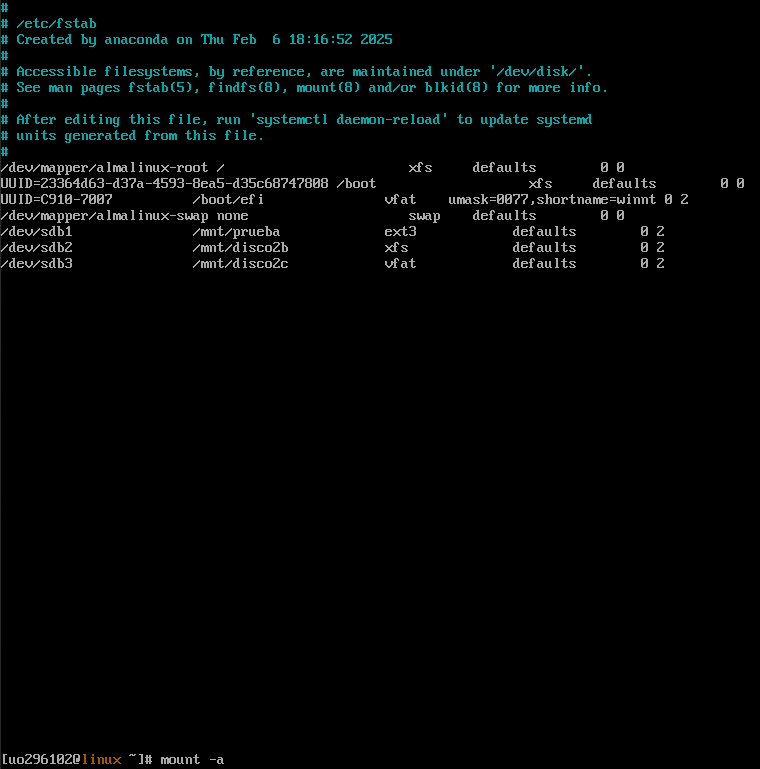 #
# /etc/fstab
# Created by anaconda on Thu Feb  6 18:16:52 2025
#
# Accessible filesystems, by reference, are maintained under '/dev/disk/'.
# See man pages fstab(5), findfs(8), mount(8) and/or blkid(8) for more info.
#
# After editing this file, run 'systemctl daemon-reload' to update systemd
# units generated from this file.
#
/dev/mapper/almalinux-root /                       xfs     defaults        0 0
UUID=23364d63-d37a-4593-8ea5-d35c68747808 /boot                   xfs     defaults        0 0
UUID=C910-7007          /boot/efi               vfat    umask=0077,shortname=winnt 0 2
/dev/mapper/almalinux-swap none                    swap    defaults        0 0
/dev/sdb1               /mnt/prueba             ext3            defaults        0 2
/dev/sdb2               /mnt/disco2b            xfs             defaults        0 2
/dev/sdb3               /mnt/disco2c            vfat            defaults        0 2
[uo296102@linux ~]# mount -a